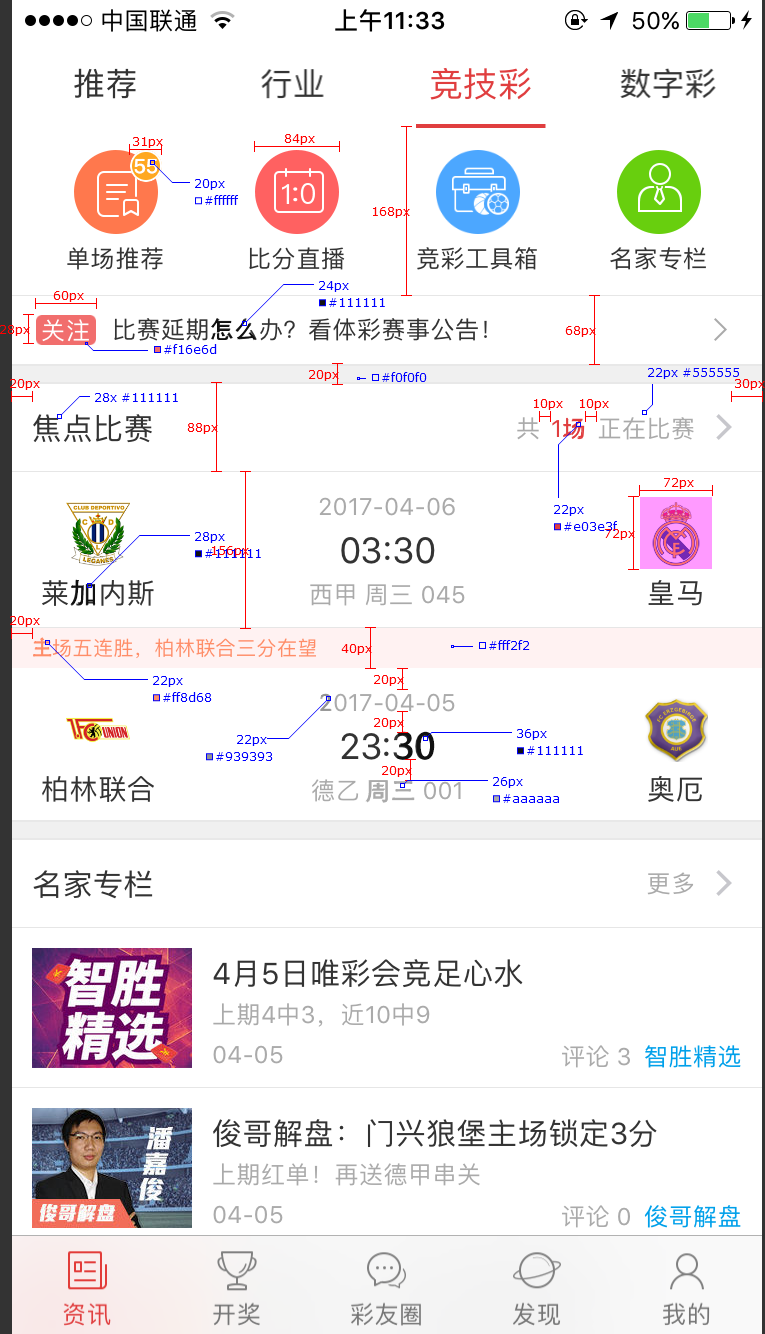 中国联通 上午11:33 50%
推荐 行业 竞技彩 数字彩
31px 84px
53 1:0
20px
#ffffff
168px
单场推荐 比分直播 竞彩工具箱 名家专栏
60px 24px
#111111
28px 关注 比赛延期怎么办？看体彩赛事公告！ 68px
#f16e6d
20px #f0f0f0 22px #555555
20px 28x #111111 10px 10px 30px
焦点比赛 88px 共 1场 正在比赛
72px
2017-04-06 22px
CLUB DEPORTIVO
LEGANES
28px #e03e3f
#111111 156px 03:30 72px
莱加内斯 西甲 周三 045 皇马
20px
主场五连胜，柏林联合三分在望 40px #fff2f2
22px 20px
#ff8d68 2017-04-05
20px
22px 36px
#939393 23:30 #111111
1.FC UNION
FC ERZGEBIRGE
AUE
20px 26px
柏林联合 德乙 周三 001 #aaaaaa 奥厄
名家专栏 更多
智胜
精选
4月5日唯彩会竞足心水
上期4中3，近10中9
04-05 评论 3 智胜精选
潘嘉俊
俊哥解盘
俊哥解盘：门兴狼堡主场锁定3分
上期红单！再送德甲串关
04-05 评论 0 俊哥解盘
资讯 开奖 彩友圈 发现 我的